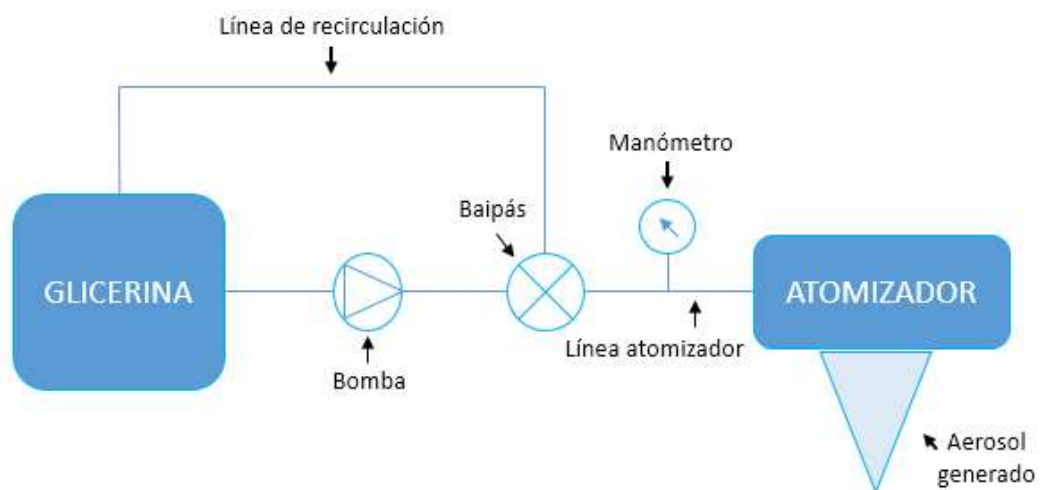 Línea de recirculación
Manómetro
Baipás
GLICERINA
ATOMIZADOR
Línea atomizador
Bomba
Aerosol
generado